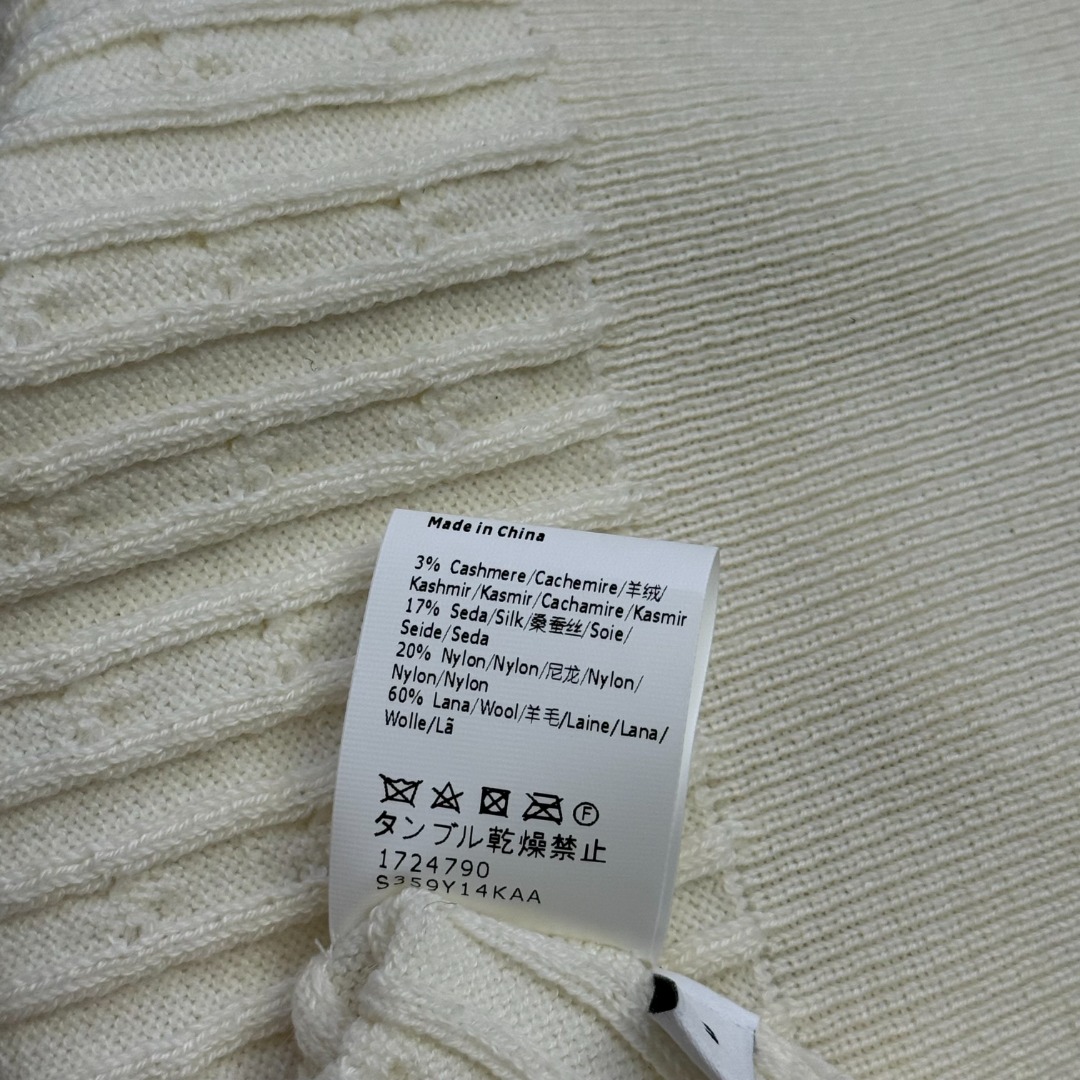 Made in China
3% Cashmere/Cachemire/羊绒/
Kashmir/Kasmir/Cachamire/Kasmir
17% Seda/Silk/桑蚕丝/Soie/
Seide/Seda
20% Nylon/Nylon/尼龙/Nylon/
Nylon/Nylon
60% Lana/Wool/羊毛/Laine/Lana/
Wolle/Lã
F
タンブル乾燥禁止
1724790
S359Y14KAA